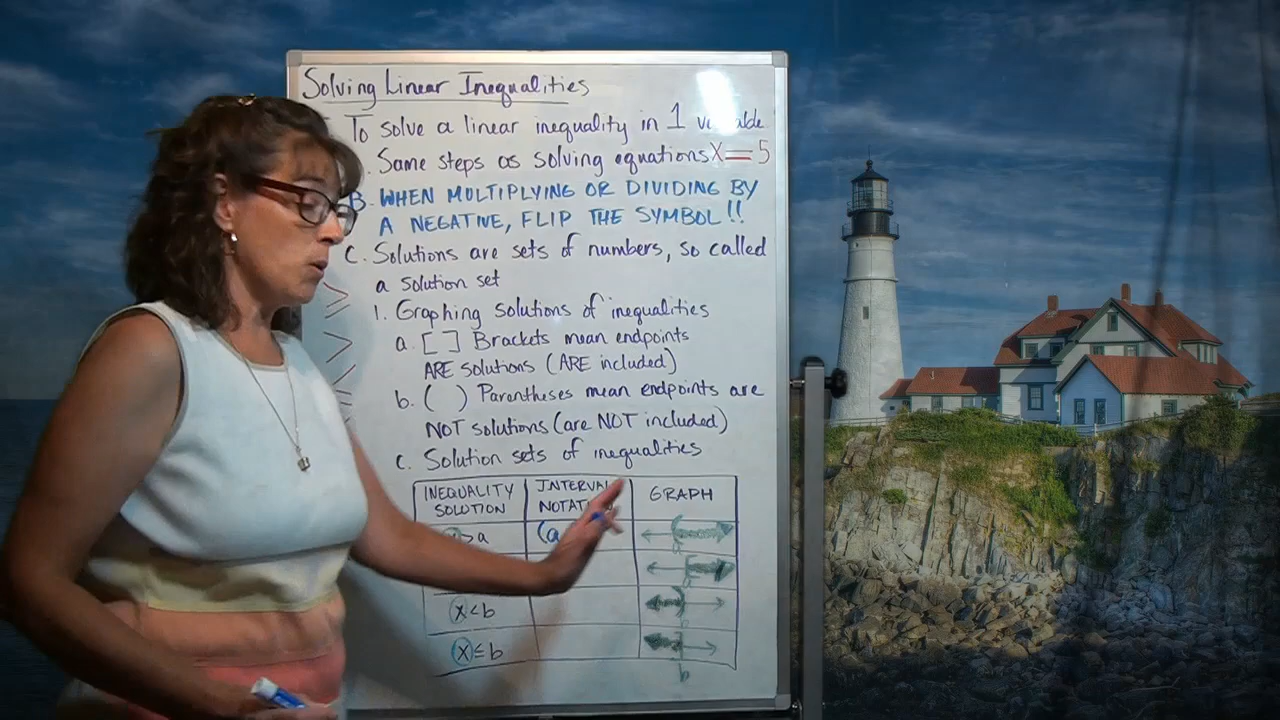 Solving Linear Inequalities
To solve a linear inequality in 1
Same steps as solving equations X = 5
B. WHEN MULTIPLYING OR DIVIDING BY
A NEGATIVE, FLIP THE SYMBOL!!
C. Solutions are sets of numbers, so called
a solution set
1. Graphing solutions of inequalities
a. [ ] Brackets mean endpoints
ARE solutions (ARE included)
b. ( ) Parentheses mean endpoints are
NOT solutions (are NOT included)
c. Solution sets of inequalities
INEQUALITY SOLUTION
GRAPH
> a
(a
x < b
x ≤ b
b